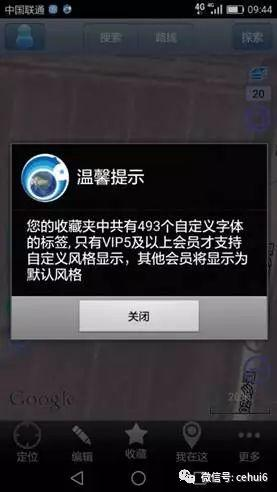 中国联通
4G 4G
09:44
搜索
路线
探索
20
温馨提示
您的收藏夹中共有493个自定义字体
的标签,只有VIP5及以上会员才支持
自定义风格显示，其他会员将显示为
默认风格
关闭
Google
20米
定位
编辑
收藏
我在这
更多
微信号: cehui6